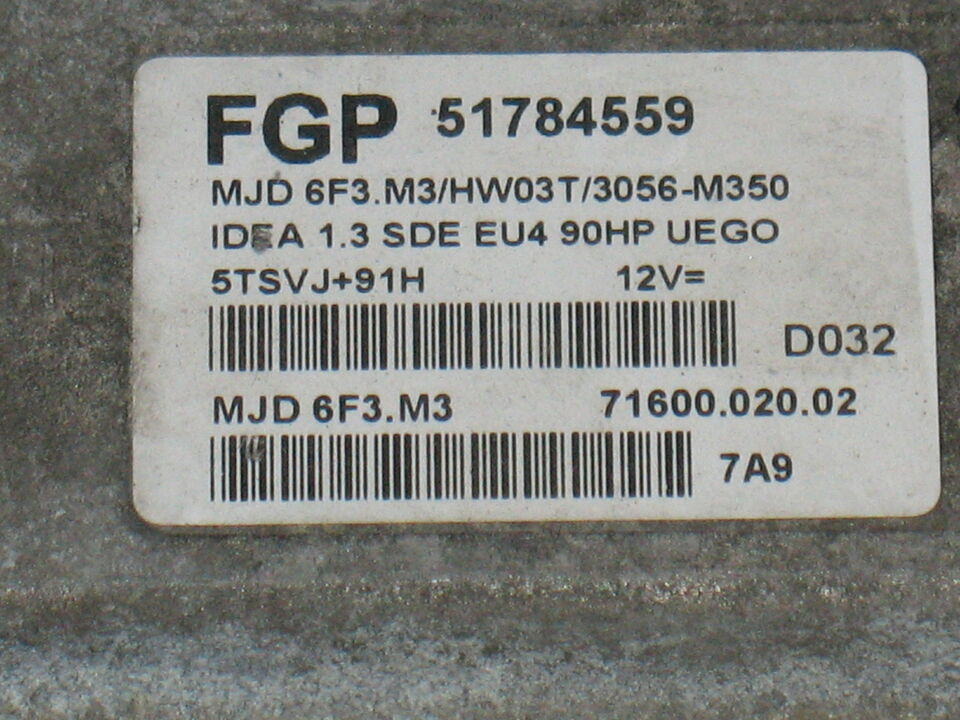 FGP 51784559
MJD 6F3.M3/HW03T/3056-M350
IDEA 1.3 SDE EU4 90HP UEGO
5TSVJ+91H 12V=
D032
MJD 6F3.M3 71600.020.02
7A9